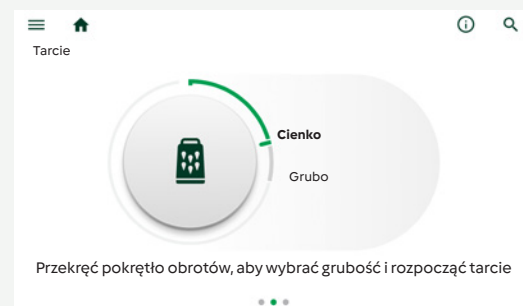 Tarcie
Cienko
Grubo
Przekręć pokrętło obrotów, aby wybrać grubość i rozpocząć tarcie